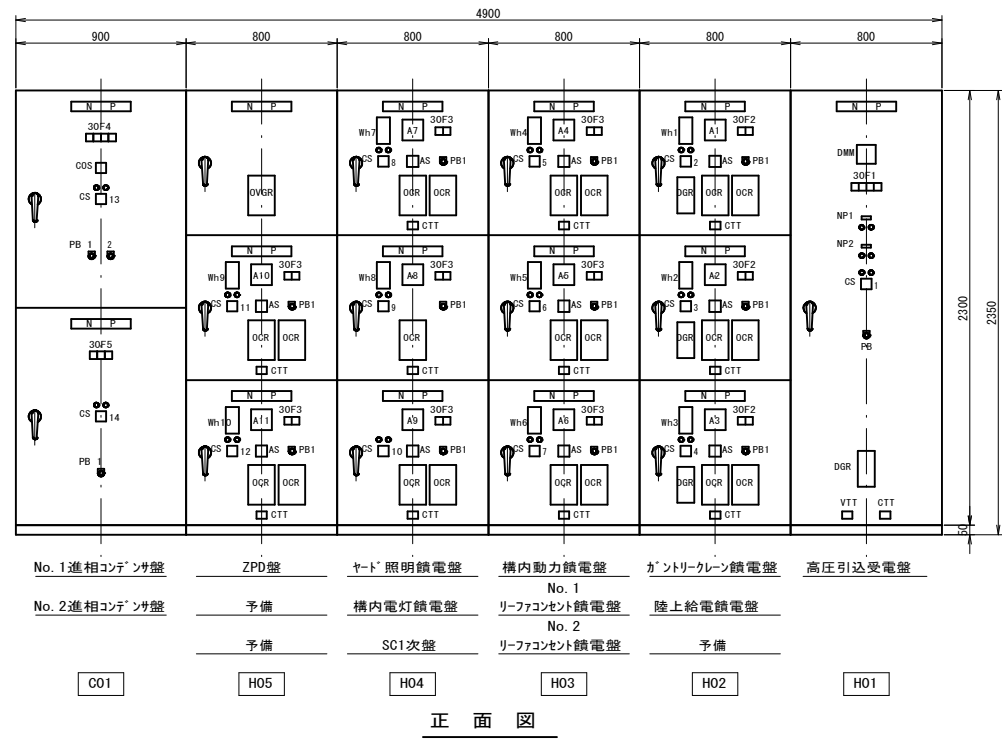 4900
900 800 800 800 800 800
N P N P N P N P N P N P
30F4 Wh7 A7 30F3 Wh4 A4 30F3 Wh1 A1 30F2 DMM
COS CS 8 AS PB1 CS 5 AS PB1 CS 2 AS PB1 30F1
CS 13 OVGR OCR OCR OCR OCR DGR OCR OCR NP1
CTT CTT CTT
PB 1 2 N P N P N P N P NP2
Wh9 A10 30F3 Wh8 A8 30F3 Wh5 A5 30F3 Wh2 A2 30F2 CS 1
CS 11 AS PB1 CS 9 PB1 CS 6 AS PB1 CS 3 AS PB1
N P OCR OCR OCR OCR OCR DGR OCR OCR PB
30F5 CTT CTT CTT CTT
N P N P N P N P
Wh10 A11 30F3 A9 30F3 Wh6 A6 30F3 Wh3 A3 30F2
CS 14 CS 12 AS PB1 CS 10 AS PB1 CS 7 AS PB1 CS 4 AS PB1
PB 1 OCR OCR OCR OCR OCR OCR DGR OCR OCR DGR
CTT CTT CTT CTT VTT CTT
2300
2350
50
No. 1進相コンデンサ盤 ZPD盤 ヤード照明饋電盤 構内動力饋電盤 ガントリークレーン饋電盤 高圧引込受電盤
No. 2進相コンデンサ盤 予備 構内電灯饋電盤 No. 1 リーファコンセント饋電盤 陸上給電饋電盤
予備 SC1次盤 No. 2 リーファコンセント饋電盤 予備
C01 H05 H04 H03 H02 H01
正 面 図